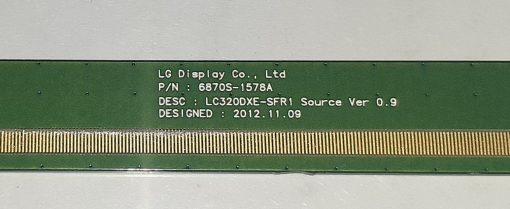 LG Display Co., Ltd
P/N : 6870S-1578A
DESC : LC320DXE-SFR1 Source Ver 0.9
DESIGNED : 2012.11.09